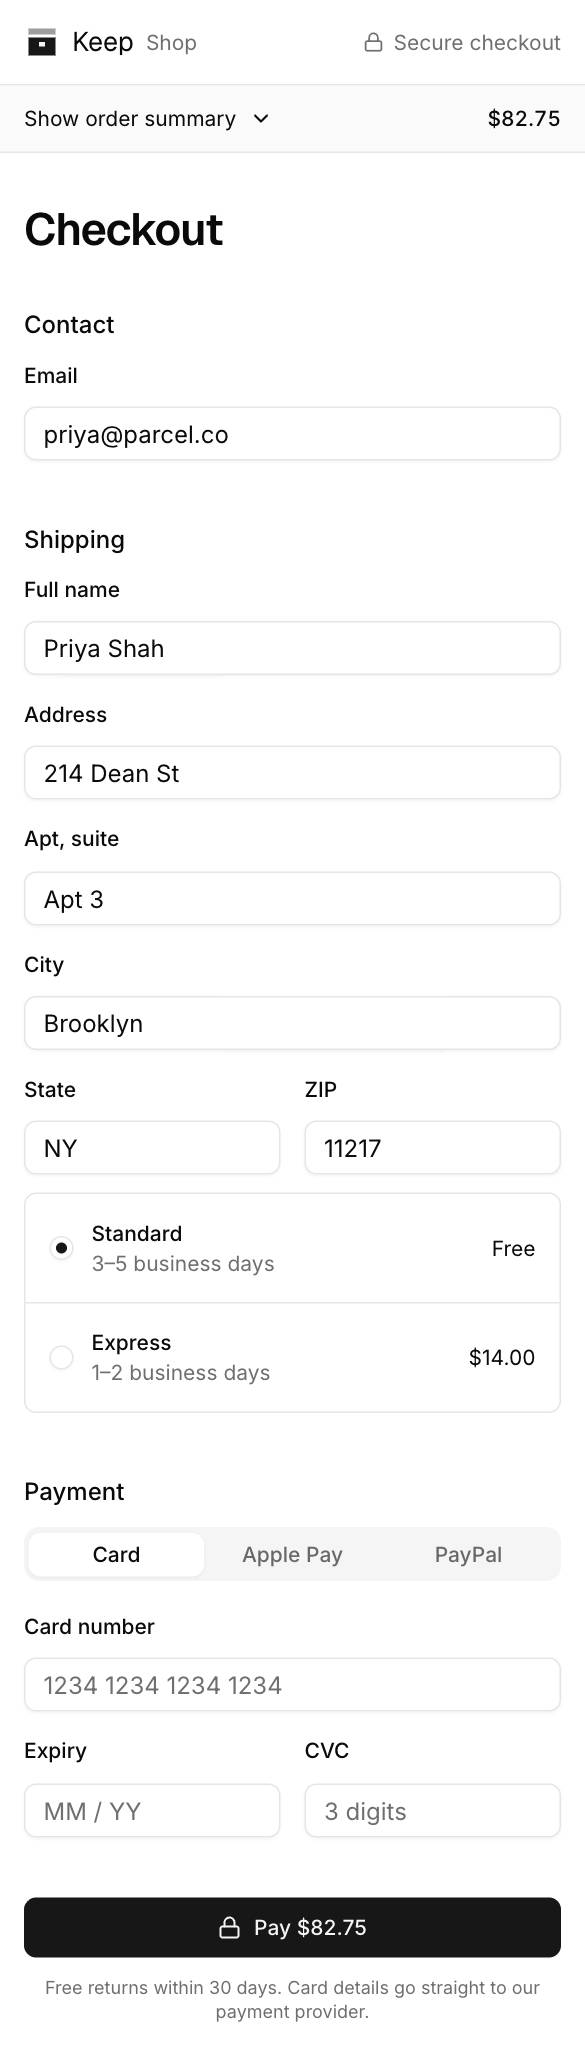 Keep Shop
Secure checkout
Show order summary
$82.75
Checkout
Contact
Email
priya@parcel.co
Shipping
Full name
Priya Shah
Address
214 Dean St
Apt, suite
Apt 3
City
Brooklyn
State
ZIP
NY
11217
Standard
3–5 business days
Free
Express
1–2 business days
$14.00
Payment
Card
Apple Pay
PayPal
Card number
1234 1234 1234 1234
Expiry
CVC
MM / YY
3 digits
Pay $82.75
Free returns within 30 days. Card details go straight to our
payment provider.